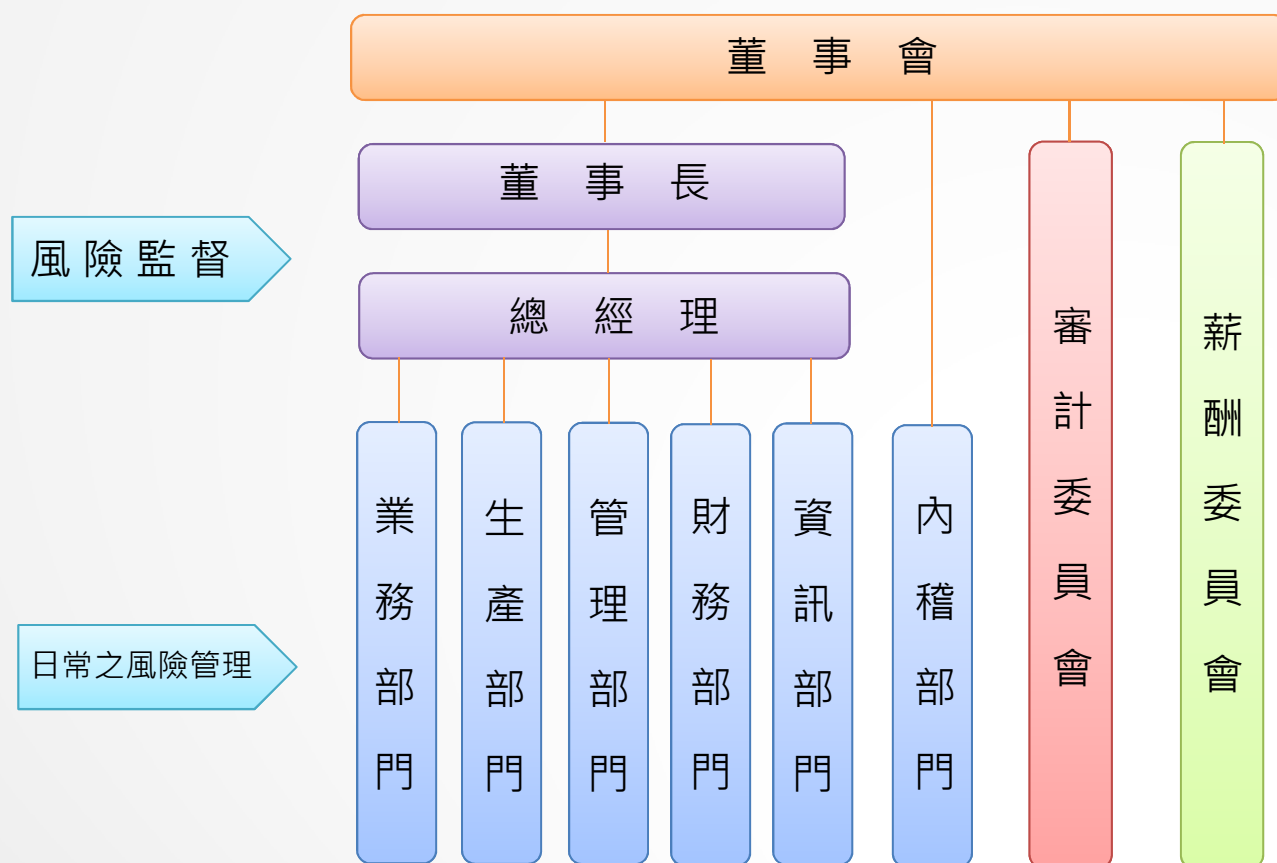 董事會
董事長
風險監督
總經理
審計委員會
薪酬委員會
業務部門
生產部門
管理部門
財務部門
資訊部門
內稽部門
日常之風險管理